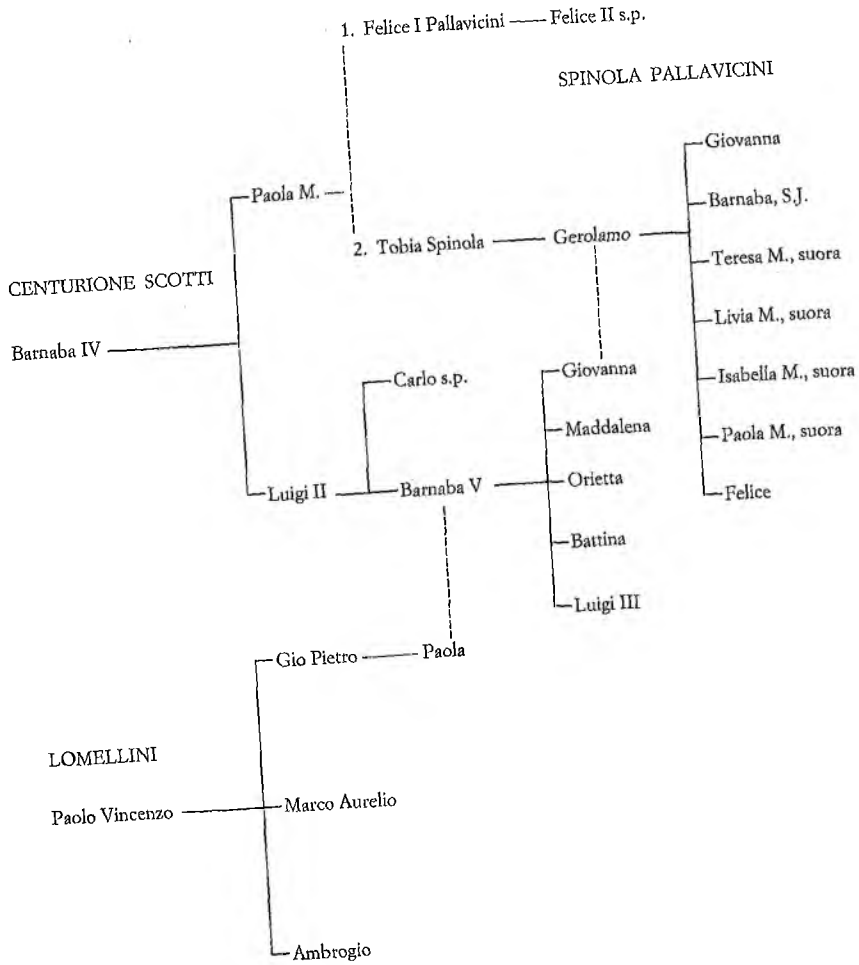 1. Felice I Pallavicini Felice II s.p.
SPINOLA PALLAVICINI
Giovanna
Paola M.
Barnaba, S.J.
2. Tobia Spinola Gerolamo
Teresa M., suora
CENTURIONE SCOTTI
Livia M., suora
Barnaba IV
Carlo s.p.
Giovanna
Isabella M., suora
Maddalena
Paola M., suora
Luigi II
Barnaba V
Orietta
Felice
Battina
Luigi III
Gio Pietro Paola
LOMELLINI
Paolo Vincenzo Marco Aurelio
Ambrogio